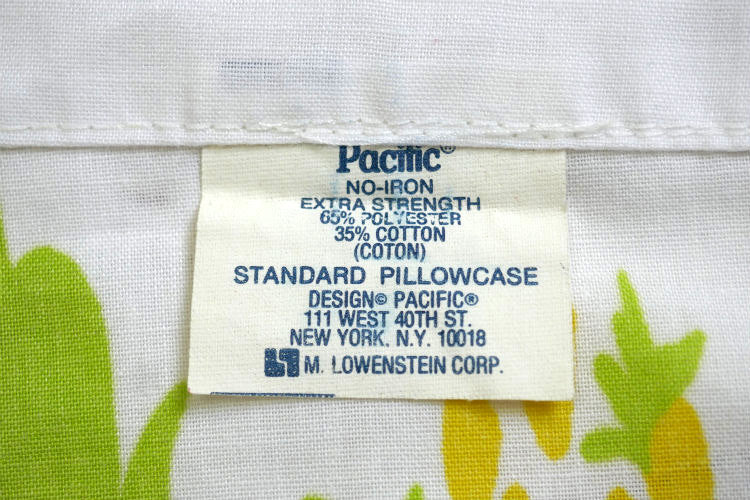 Pacific®
NO-IRON
EXTRA STRENGTH
65% POLYESTER
35% COTTON
(COTON)
STANDARD PILLOWCASE
DESIGN© PACIFIC®
111 WEST 40TH ST.
NEW YORK, N.Y. 10018
M. LOWENSTEIN CORP.